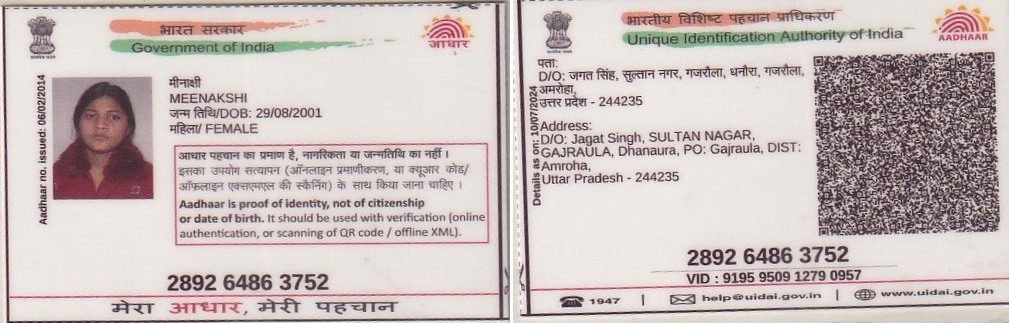 भारत सरकार
Government of India
आधार
Aadhaar no. issued: 06/02/2014
मीनाक्षी
MEENAKSHI
जन्म तिथि/DOB: 29/08/2001
महिला/ FEMALE
आधार पहचान का प्रमाण है, नागरिकता या जन्मतिथि का नहीं ।
इसका उपयोग सत्यापन (ऑनलाइन प्रमाणीकरण, या क्यूआर कोड/
ऑफ़लाइन एक्सएमएल की स्कैनिंग) के साथ किया जाना चाहिए ।
Aadhaar is proof of identity, not of citizenship
or date of birth. It should be used with verification (online
authentication, or scanning of QR code / offline XML).
2892 6486 3752
मेरा आधार, मेरी पहचान
भारतीय विशिष्ट पहचान प्राधिकरण
Unique Identification Authority of India
AADHAAR
Details as on: 10/07/2024
पता:
D/O: जगत सिंह, सुल्तान नगर, गजरौला, धनौरा, गजरौला,
अमरोहा,
उत्तर प्रदेश - 244235
Address:
D/O: Jagat Singh, SULTAN NAGAR,
GAJRAULA, Dhanaura, PO: Gajraula, DIST:
Amroha,
Uttar Pradesh - 244235
2892 6486 3752
VID : 9195 9509 1279 0957
1947 | help@uidai.gov.in | www.uidai.gov.in